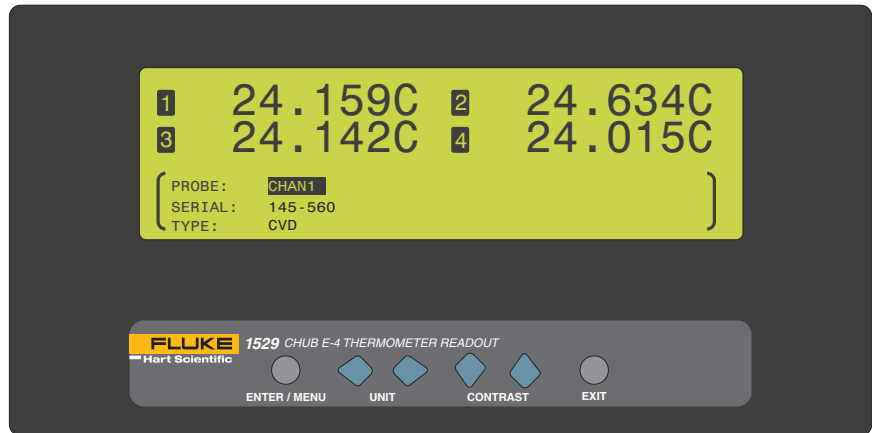 1 24.159C 2 24.634C
3 24.142C 4 24.015C
PROBE: CHAN1
SERIAL: 145-560
TYPE: CVD
FLUKE 1529 CHUB E-4 THERMOMETER READOUT
Hart Scientific
ENTER / MENU UNIT CONTRAST EXIT